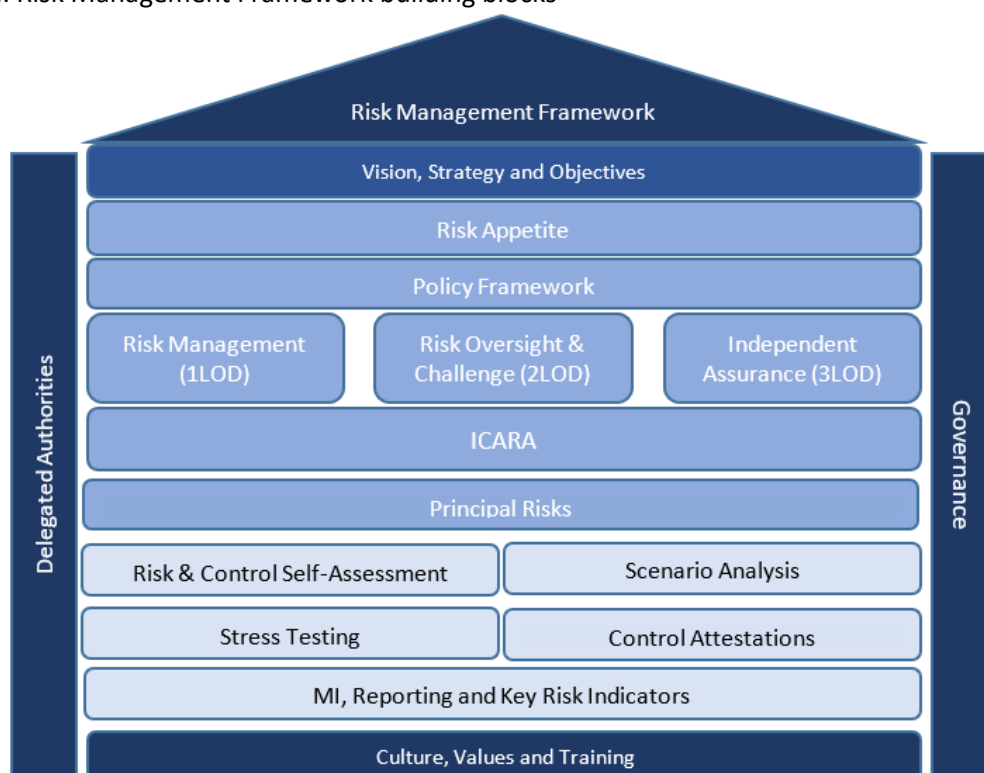 Risk Management Framework building blocks
Risk Management Framework
Vision, Strategy and Objectives
Risk Appetite
Policy Framework
Risk Management
(1LOD)
Risk Oversight &
Challenge (2LOD)
Independent
Assurance (3LOD)
ICARA
Principal Risks
Risk & Control Self-Assessment
Scenario Analysis
Stress Testing
Control Attestations
MI, Reporting and Key Risk Indicators
Culture, Values and Training
Delegated Authorities
Governance